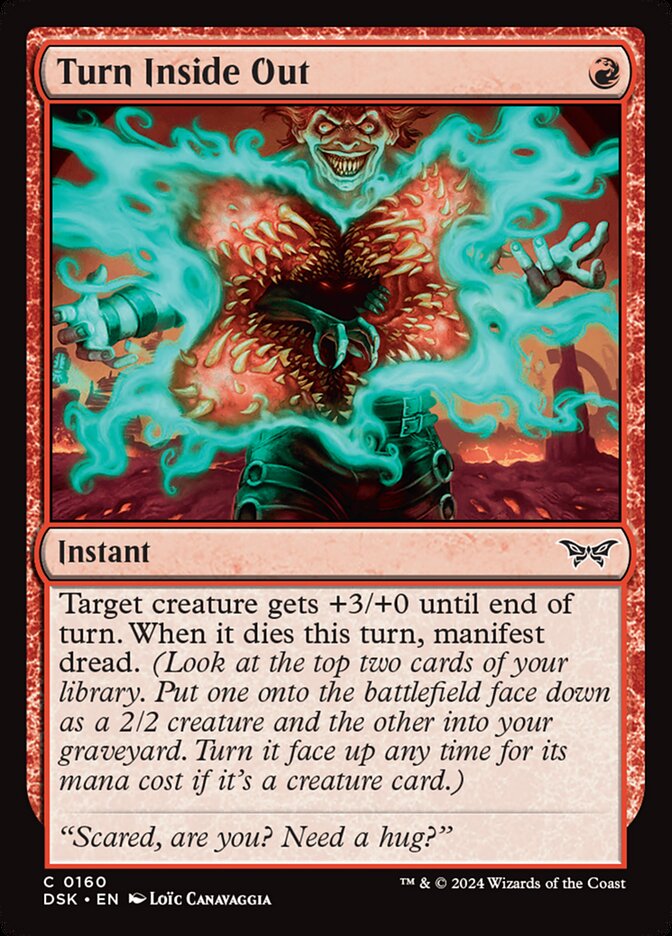 Turn Inside Out
Instant
Target creature gets +3/+0 until end of
turn. When it dies this turn, manifest
dread. (Look at the top two cards of your
library. Put one onto the battlefield face down
as a 2/2 creature and the other into your
graveyard. Turn it face up any time for its
mana cost if it's a creature card.)
“Scared, are you? Need a hug?”
C 0160
™ & © 2024 Wizards of the Coast
DSK • EN Loïc Canavaggia